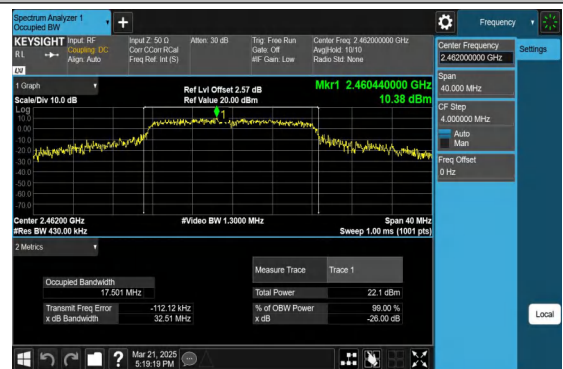 Spectrum Analyzer 1
Occupied BW
Frequency
KEYSIGHT
Input: RF
Input Z: 50 Ω
Atten: 30 dB
Trig: Free Run
Center Freq: 2.462000000 GHz
RL
Coupling: DC
Corr CCorr RCal
Gate: Off
Avg|Hold: 10/10
Align: Auto
Freq Ref: Int (S)
#IF Gain: Low
Radio Std: None
LXI
Center Frequency
2.462000000 GHz
Settings
Span
40.000 MHz
CF Step
4.000000 MHz
Auto
Man
Freq Offset
0 Hz
Local
1 Graph
Ref Lvl Offset 2.57 dB
Mkr1 2.460440000 GHz
Scale/Div 10.0 dB
Ref Value 20.00 dBm
10.38 dBm
Log
1
10.0
0.00
-10.0
-20.0
-30.0
-40.0
-50.0
-60.0
-70.0
Center 2.46200 GHz
#Video BW 1.3000 MHz
Span 40 MHz
#Res BW 430.00 kHz
Sweep 1.00 ms (1001 pts)
2 Metrics
Measure Trace
Trace 1
Occupied Bandwidth
17.501 MHz
Total Power
22.1 dBm
Transmit Freq Error
-112.12 kHz
% of OBW Power
99.00 %
x dB Bandwidth
32.51 MHz
x dB
-26.00 dB
?
Mar 21, 2025
5:19:19 PM